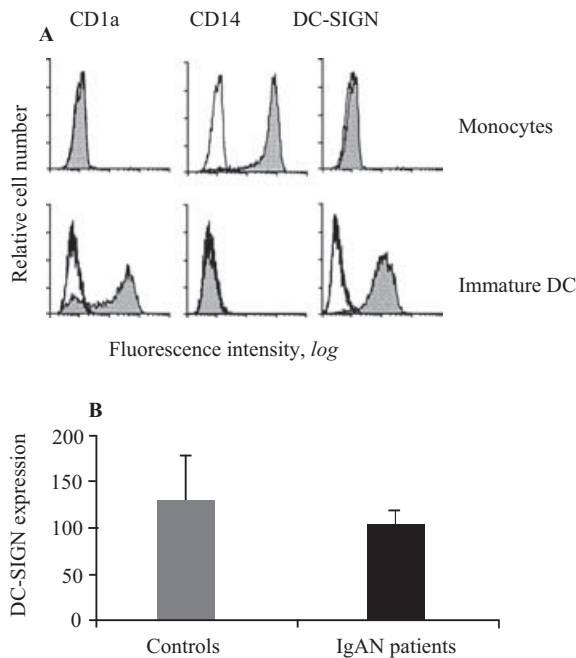 CD1a CD14 DC-SIGN
A
Relative cell number
Monocytes
Immature DC
Fluorescence intensity, log
B
DC-SIGN expression
200
150
100
50
0
Controls IgAN patients